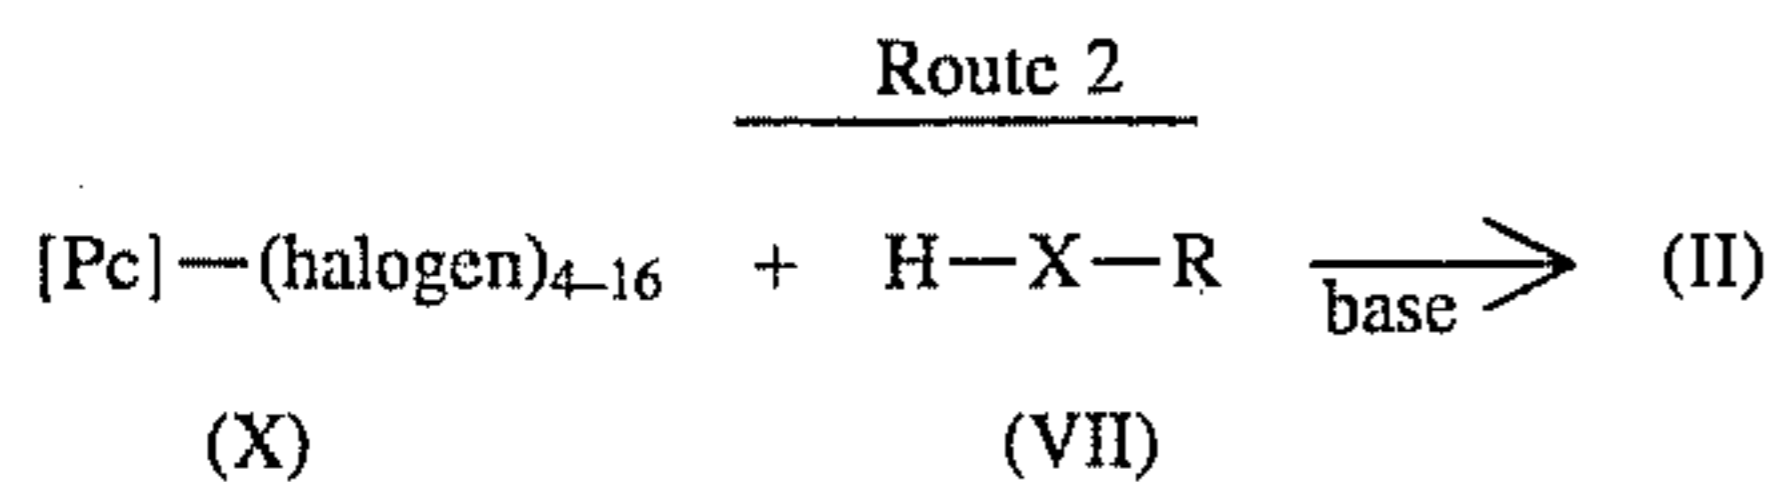 Route 2
[Pc]—(halogen)4–16 + H—X—R base (II)
(X) (VII)